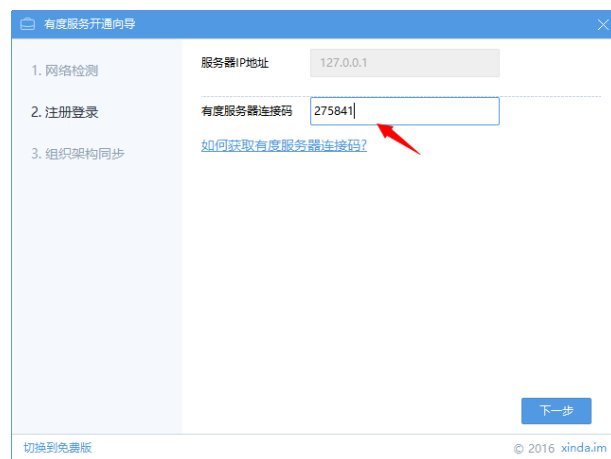 有度服务开通向导
1. 网络检测
2. 注册登录
3. 组织架构同步
服务器IP地址
127.0.0.1
有度服务器连接码
275841
如何获取有度服务器连接码?
下一步
切换到免费版
© 2016 xinda.im